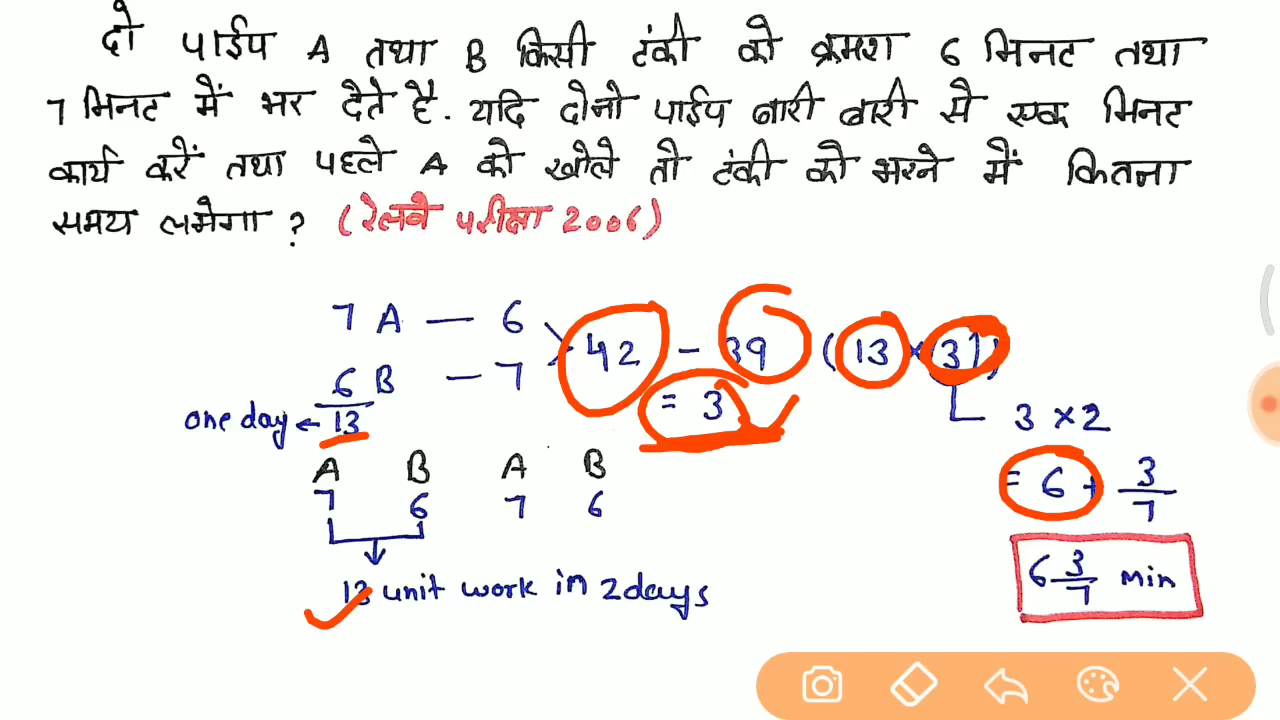 दो पाईप A तथा B किसी टंकी को क्रमश 6 मिनट तथा
7 मिनट में भर देते है. यदि दोनो पाईप बारी बारी से एक मिनट
कार्य करें तथा पहले A को खोले तो टंकी को भरने में कितना
समय लगेगा ? (रेलवे परीक्षा 2006)
7 A — 6
42 - 39 (13 × 3)
6 B — 7
= 3
one day ← 13
3 × 2
A B A B
7 6 7 6
= 6 + 3/7
13 unit work in 2 days
6 3/7 min